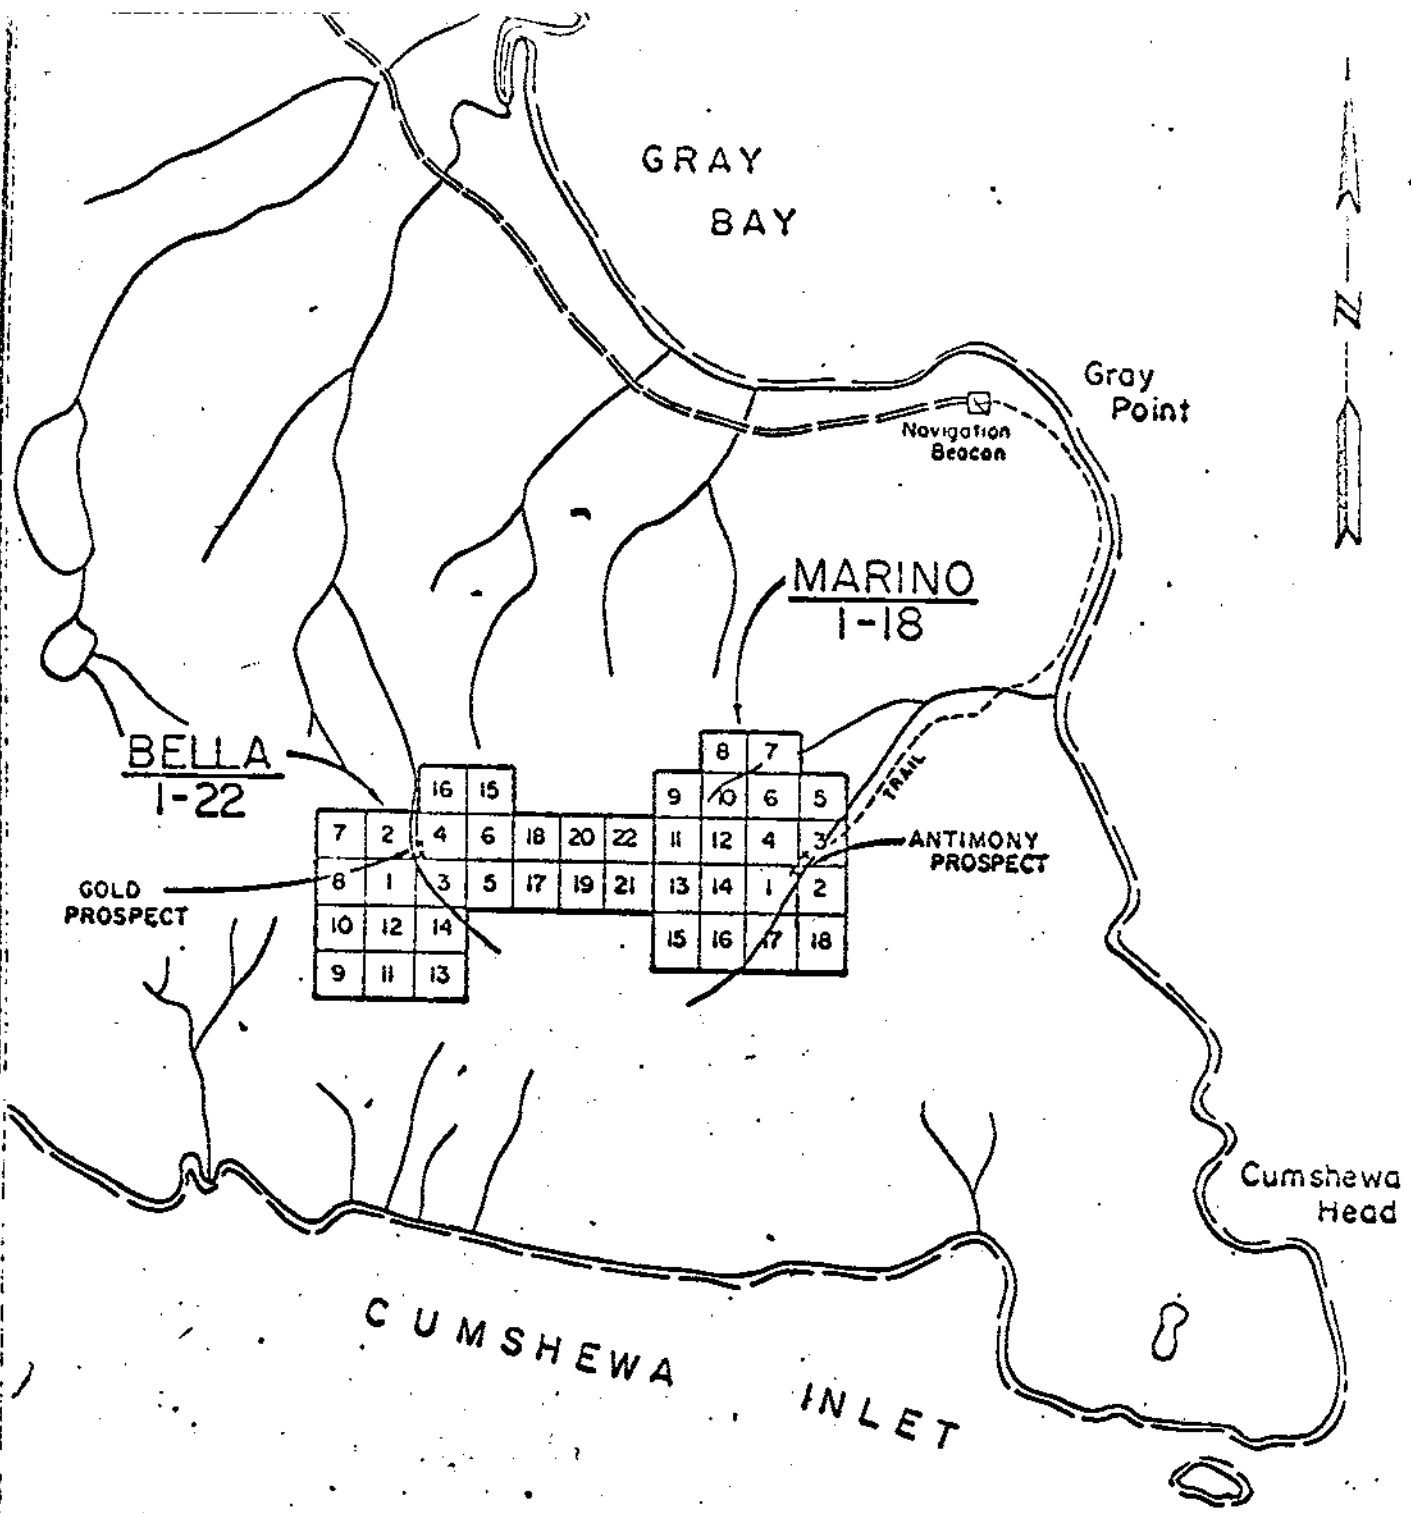 GRAY
BAY
N
Gray
Point
Navigation
Beacon
MARINO
1-18
BELLA
1-22
8 7
16 15 9 10 6 5
TRAIL
7 2 4 6 18 20 22 11 12 4 3
ANTIMONY
PROSPECT
8 1 3 5 17 19 21 13 14 1 2
GOLD
PROSPECT
10 12 14 15 16 17 18
9 11 13
Cumshewa
Head
CUMSHEWA INLET